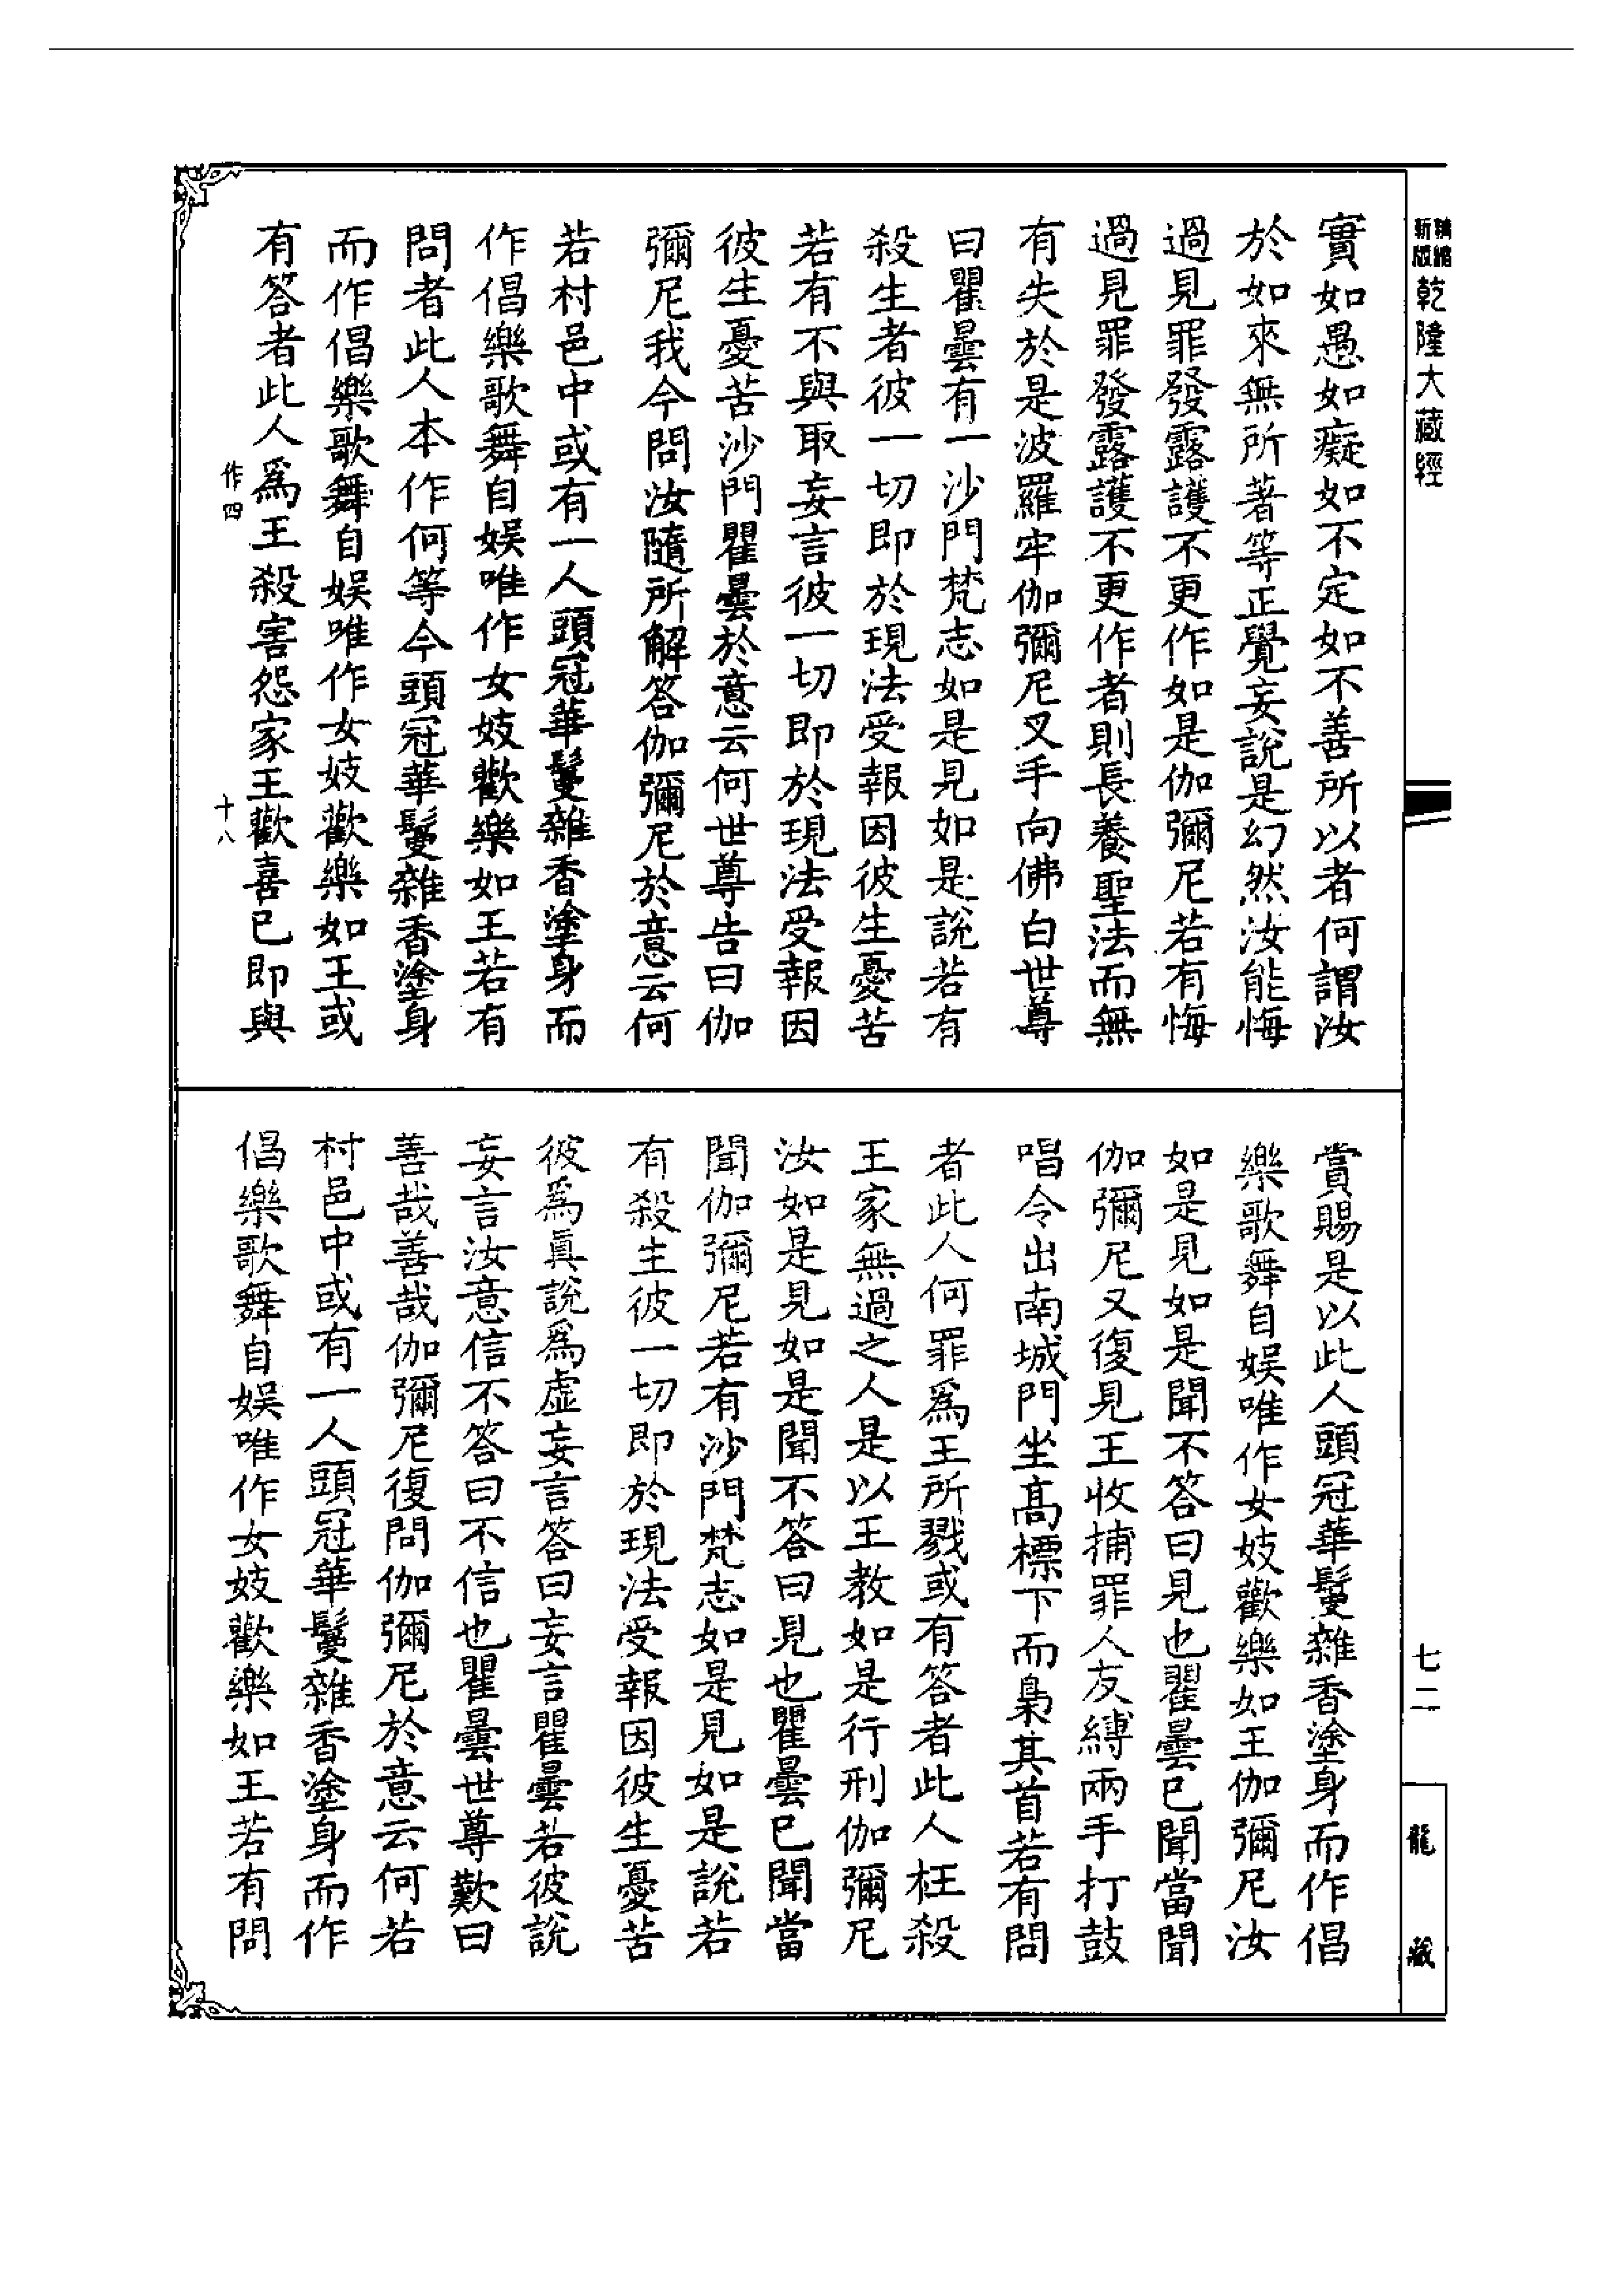 精縮
新版
乾隆大藏經
實如愚如癡如不定如不善所以者何謂汝
於如來無所著等正覺妄說是幻然汝能悔
過見罪發露護不更作如是伽彌尼若有悔
過見罪發露護不更作者則長養聖法而無
有失於是波羅牢伽彌尼叉手向佛白世尊
曰瞿曇有一沙門梵志如是見如是說若有
殺生者彼一切即於現法受報因彼生憂苦
若有不與取妄言彼一切即於現法受報因
彼生憂苦沙門瞿曇於意云何世尊告曰伽
彌尼我今問汝隨所解答伽彌尼於意云何
若村邑中或有一人頭冠華鬘雜香塗身而
作倡樂歌舞自娛唯作女妓歡樂如王若有
問者此人本作何等今頭冠華鬘雜香塗身
而作倡樂歌舞自娛唯作女妓歡樂如王或
有答者此人爲王殺害怨家王歡喜已即與
作四
十八
賞賜是以此人頭冠華鬘雜香塗身而作倡
樂歌舞自娛唯作女妓歡樂如王伽彌尼汝
如是見如是聞不答曰見也瞿曇已聞當聞
伽彌尼又復見王收捕罪人反縛兩手打鼓
唱令出南城門坐高標下而梟其首若有問
者此人何罪爲王所戮或有答者此人枉殺
王家無過之人是以王教如是行刑伽彌尼
汝如是見如是聞不答曰見也瞿曇已聞當
聞伽彌尼若有沙門梵志如是見如是說若
有殺生彼一切即於現法受報因彼生憂苦
彼爲眞說爲虛妄言答曰妄言瞿曇若彼說
妄言汝意信不答曰不信也瞿曇世尊歎曰
善哉善哉伽彌尼復問伽彌尼於意云何若
村邑中或有一人頭冠華鬘雜香塗身而作
倡樂歌舞自娛唯作女妓歡樂如王若有問
七二
龍藏